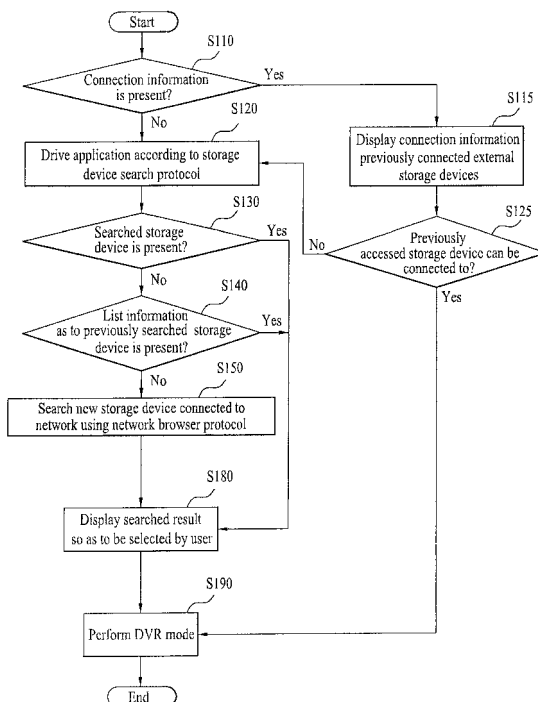 Start
S110
Connection information
is present?
Yes
No
S115
Display connection information
previously connected external
storage devices
S120
Drive application according to storage
device search protocol
S125
Previously
accessed storage device can be
connected to?
No
Yes
S130
Searched storage
device is present?
Yes
No
S140
List information
as to previously searched storage
device is present?
Yes
No
S150
Search new storage device connected to
network using network browser protocol
S180
Display searched result
so as to be selected by user
S190
Perform DVR mode
End